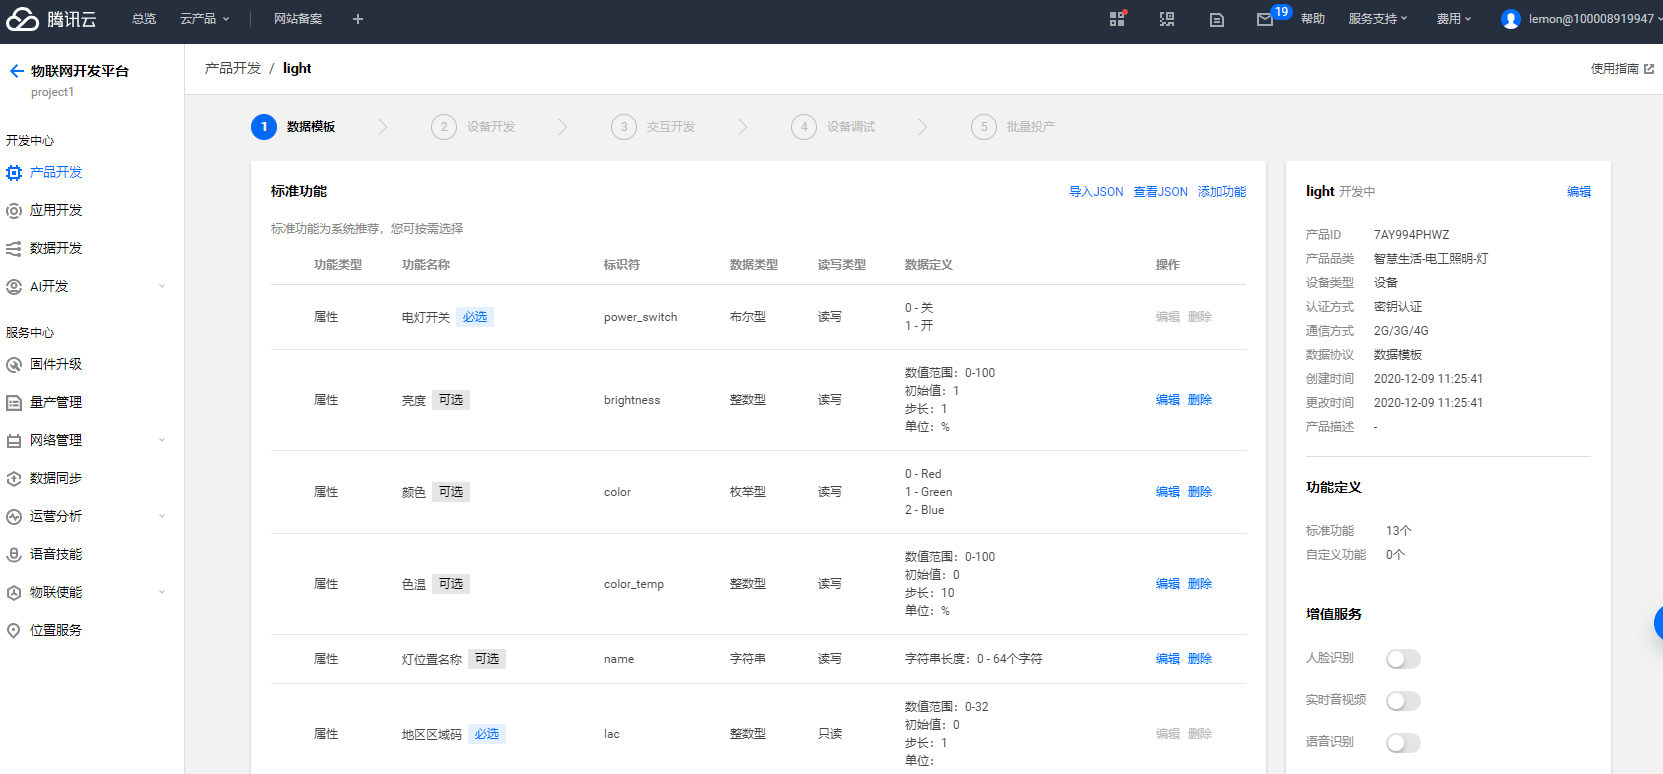 腾讯云 总览 云产品 网站备案 + 19 帮助 服务支持 费用 lemon@100008919947
物联网开发平台
project1
开发中心
产品开发
应用开发
数据开发
AI开发
服务中心
固件升级
量产管理
网络管理
数据同步
运营分析
语音技能
物联使能
位置服务
产品开发 / light 使用指南
1 数据模板 2 设备开发 3 交互开发 4 设备调试 5 批量投产
标准功能 导入JSON 查看JSON 添加功能
标准功能为系统推荐，您可按需选择
功能类型 功能名称 标识符 数据类型 读写类型 数据定义 操作
属性 电灯开关 必选 power_switch 布尔型 读写 0 - 关
1 - 开
编辑 删除
属性 亮度 可选 brightness 整数型 读写 数值范围：0-100
初始值：1
步长：1
单位：%
编辑 删除
属性 颜色 可选 color 枚举型 读写 0 - Red
1 - Green
2 - Blue
编辑 删除
属性 色温 可选 color_temp 整数型 读写 数值范围：0-100
初始值：0
步长：10
单位：%
编辑 删除
属性 灯位置名称 可选 name 字符串 读写 字符串长度：0 - 64个字符 编辑 删除
属性 地区区域码 必选 lac 整数型 只读 数值范围：0-32
初始值：0
步长：1
单位：
编辑 删除
light 开发中 编辑
产品ID 7AY994PHWZ
产品品类 智慧生活-电工照明-灯
设备类型 设备
认证方式 密钥认证
通信方式 2G/3G/4G
数据协议 数据模板
创建时间 2020-12-09 11:25:41
更改时间 2020-12-09 11:25:41
产品描述 -
功能定义
标准功能 13个
自定义功能 0个
增值服务
人脸识别
实时音视频
语音识别